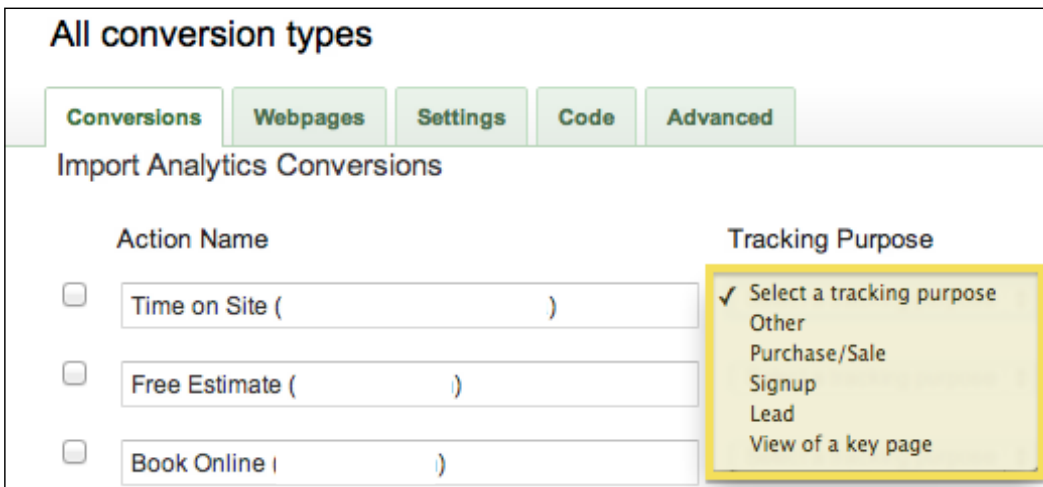 All conversion types
Conversions Webpages Settings Code Advanced
Import Analytics Conversions
Action Name Tracking Purpose
Time on Site ( )
✓ Select a tracking purpose
Other
Purchase/Sale
Free Estimate ( )
Signup
Lead
View of a key page
Book Online ( )